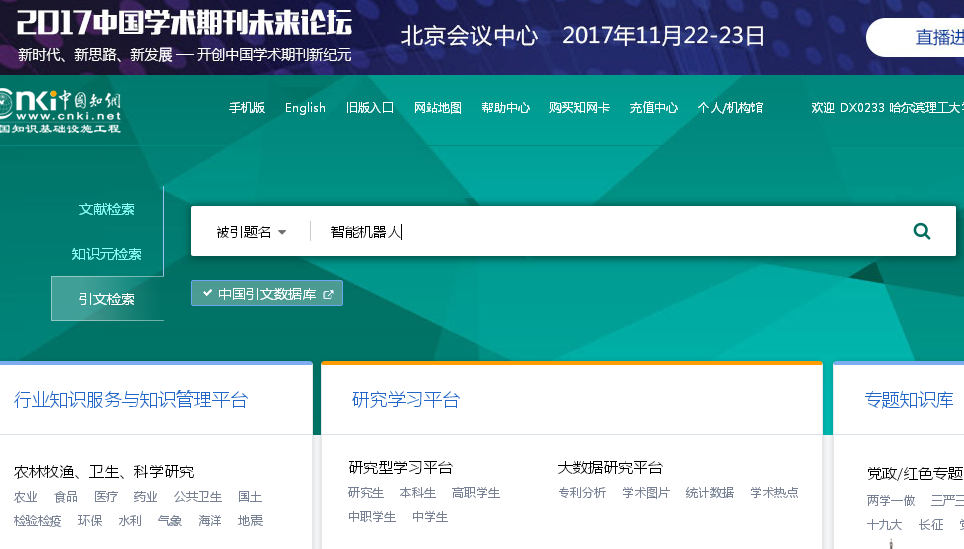 2017中国学术期刊未来论坛
新时代、新思路、新发展 — 开创中国学术期刊新纪元
北京会议中心 2017年11月22-23日
直播进
cnki 中国知网
www.cnki.net
国知识基础设施工程
手机版 English 旧版入口 网站地图 帮助中心 购买知网卡 充值中心 个人/机构馆 欢迎 DX0233 哈尔滨理工大
文献检索
知识元检索
引文检索
被引题名 智能机器人
中国引文数据库
行业知识服务与知识管理平台
农林牧渔、卫生、科学研究
农业 食品 医疗 药业 公共卫生 国土
检验检疫 环保 水利 气象 海洋 地震
研究学习平台
研究型学习平台
研究生 本科生 高职学生
中职学生 中学生
大数据研究平台
专利分析 学术图片 统计数据 学术热点
专题知识库
党政/红色专题
两学一做 三严三
十九大 长征